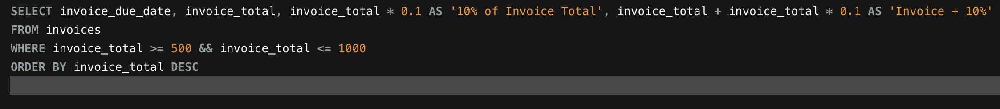 SELECT invoice_due_date, invoice_total, invoice_total * 0.1 AS '10% of Invoice Total', invoice_total + invoice_total * 0.1 AS 'Invoice + 10%'
FROM invoices
WHERE invoice_total >= 500 && invoice_total <= 1000
ORDER BY invoice_total DESC